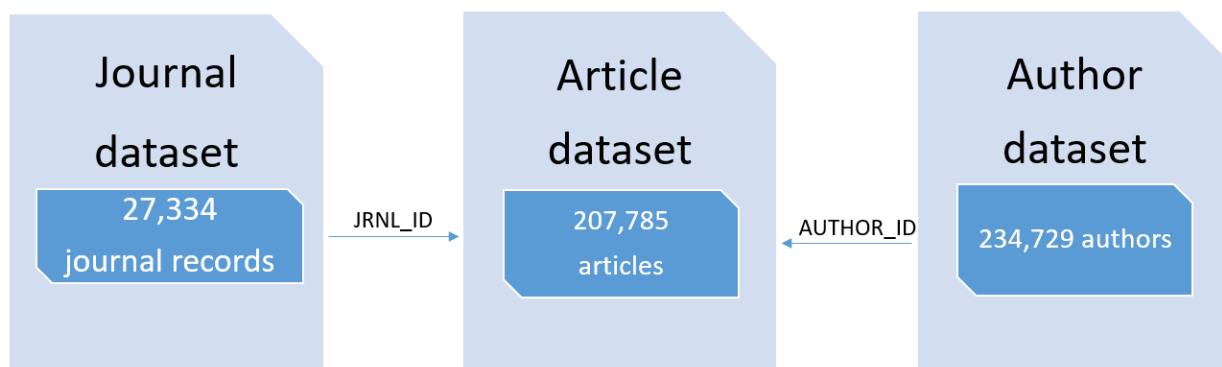 Journal
dataset
27,334
journal records
JRNL_ID
Article
dataset
207,785
articles
AUTHOR_ID
Author
dataset
234,729 authors